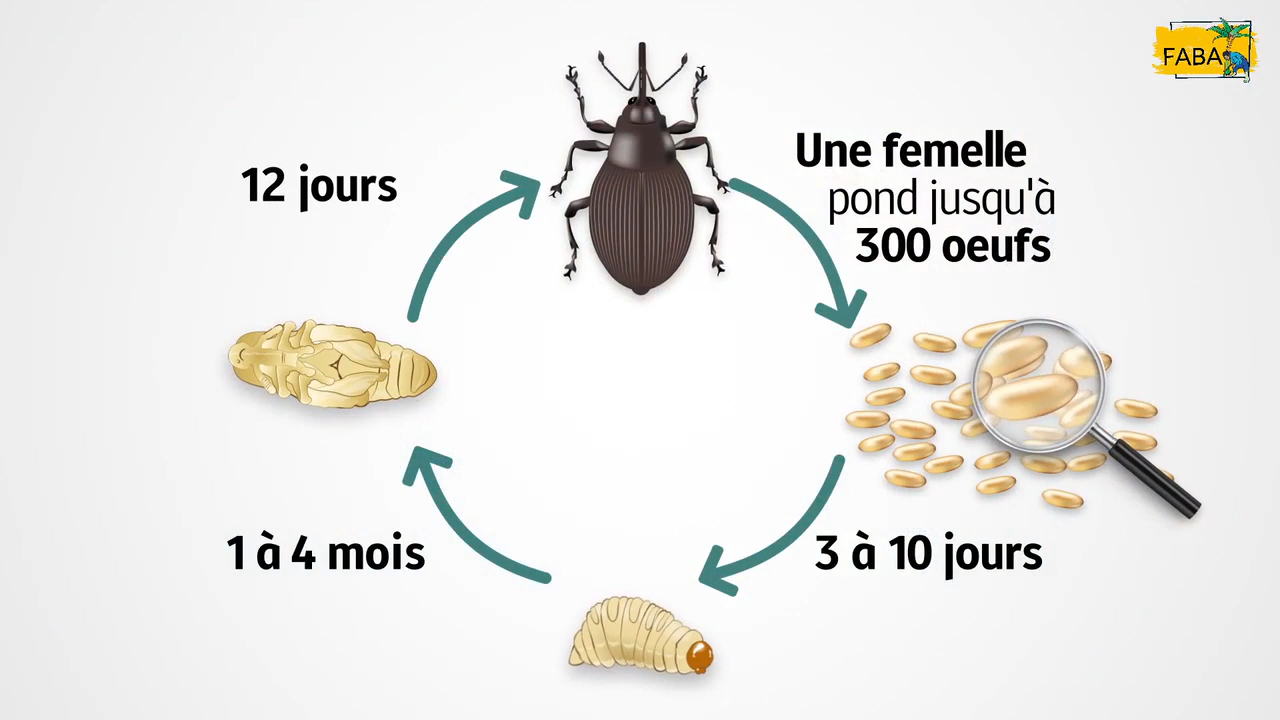 FABA
12 jours
Une femelle
pond jusqu'à
300 oeufs
1 à 4 mois
3 à 10 jours